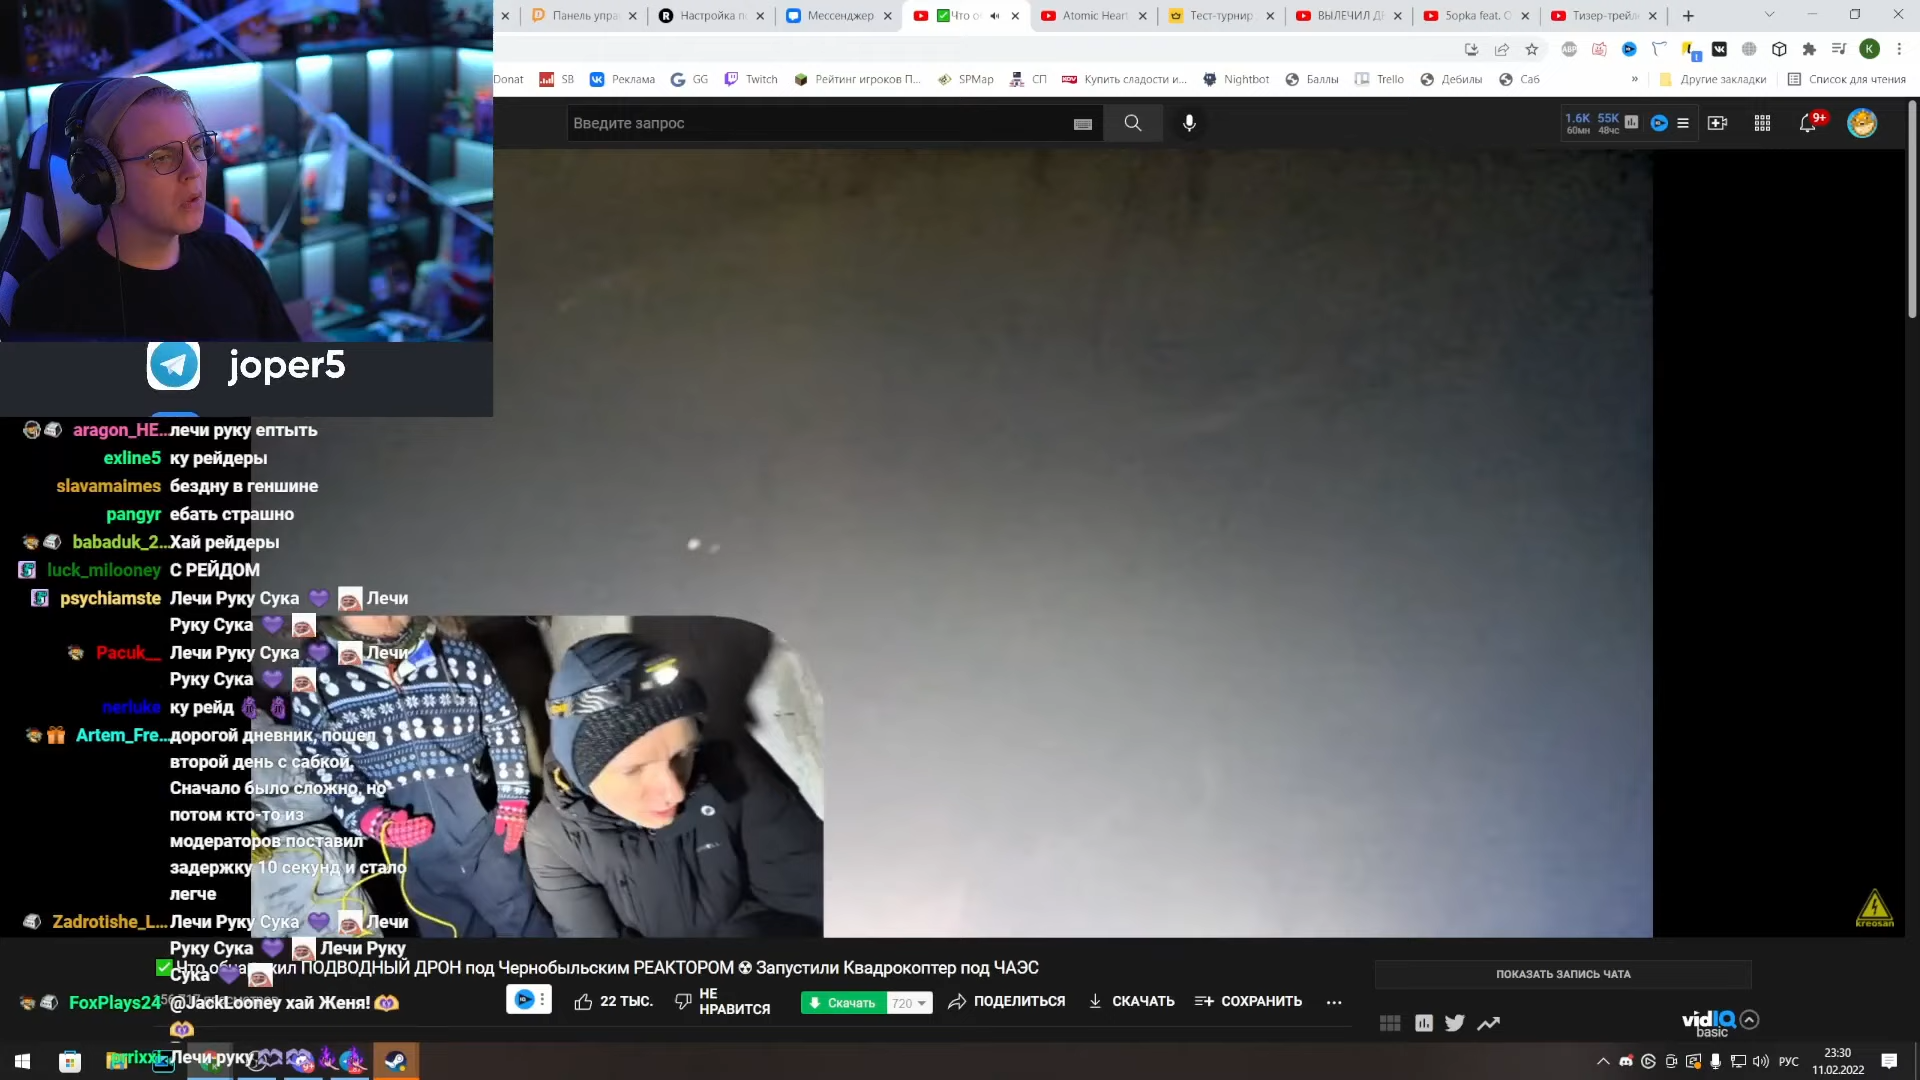 Панель упра
Настройка п
Мессенджер
Что о
Atomic Heart
Тест-турнир
ВЫЛЕЧИЛ Д
5opka feat. С
Тизер-трейл
Donat
SB
Реклама
GG
Twitch
Рейтинг игроков П...
SPMap
СП
Купить сладости и...
Nightbot
Баллы
Trello
Дебилы
Саб
»
Другие закладки
Список для чтения
Введите запрос
1.6K 55K
60мн 48чс
9+
joper5
aragon_HE... лечи руку ептыть
exline5 ку рейдеры
slavamaimes бездну в геншине
pangyr ебать страшно
babaduk_2... Хай рейдеры
luck_milooney С РЕЙДОМ
psychiamste Лечи Руку Сука 💜 Лечи
Руку Сука 💜
Pacuk__ Лечи Руку Сука 💜 Лечи
Руку Сука 💜
nerluke ку рейд
Artem_Fre... дорогой дневник, пошел
второй день с сабкой.
Сначало было сложно, но
потом кто-то из
модераторов поставил
задержку 10 секунд и стало
легче
Zadrotishe_L... Лечи Руку Сука 💜 Лечи
Руку Сука 💜 Лечи Руку
Сука 💜
FoxPlays24 @JackLooney хай Женя!
Лечи руку
kreosan
ПОДВОДНЫЙ ДРОН под Чернобыльским РЕАКТОРОМ ☢ Запустили Квадрокоптер под ЧАЭС
22 ТЫС.
НЕ
НРАВИТСЯ
Скачать 720
ПОДЕЛИТЬСЯ
СКАЧАТЬ
СОХРАНИТЬ
...
ПОКАЗАТЬ ЗАПИСЬ ЧАТА
vidIQ
basic
РУС
23:30
11.02.2022